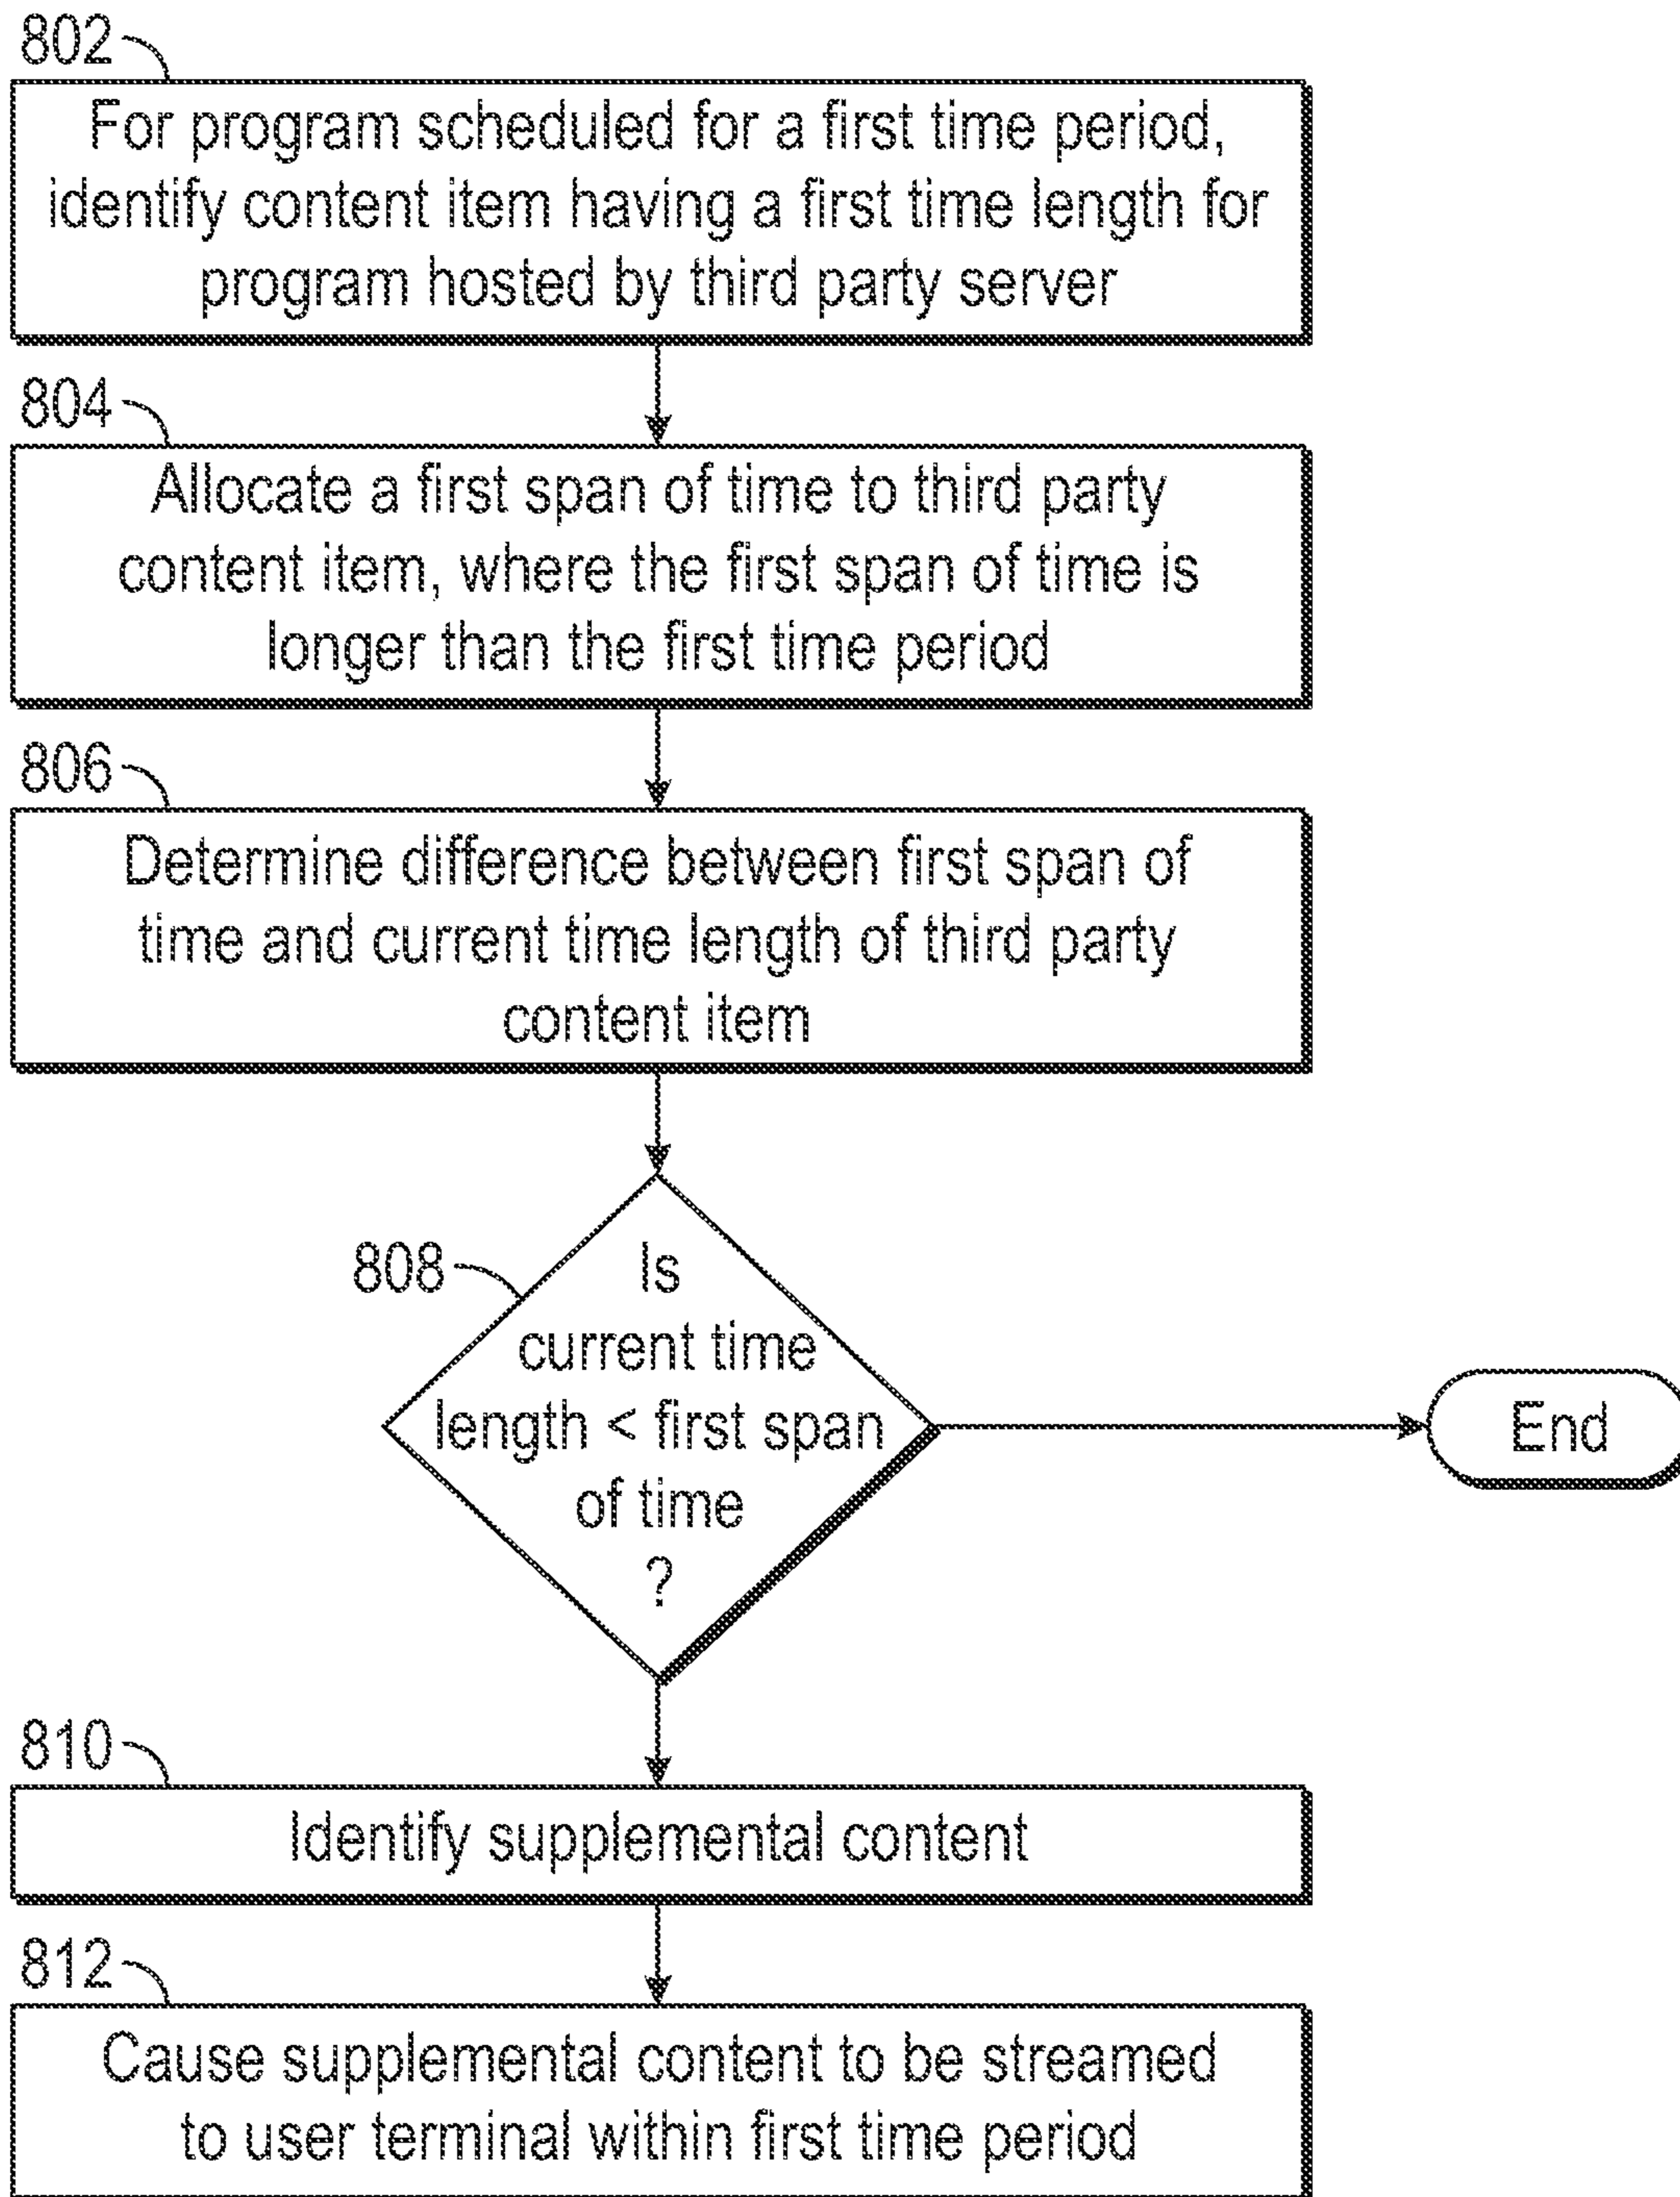 802
For program scheduled for a first time period,
identify content item having a first time length for
program hosted by third party server
804
Allocate a first span of time to third party
content item, where the first span of time is
longer than the first time period
806
Determine difference between first span of
time and current time length of third party
content item
808
Is
current time
length < first span
of time
?
End
810
Identify supplemental content
812
Cause supplemental content to be streamed
to user terminal within first time period